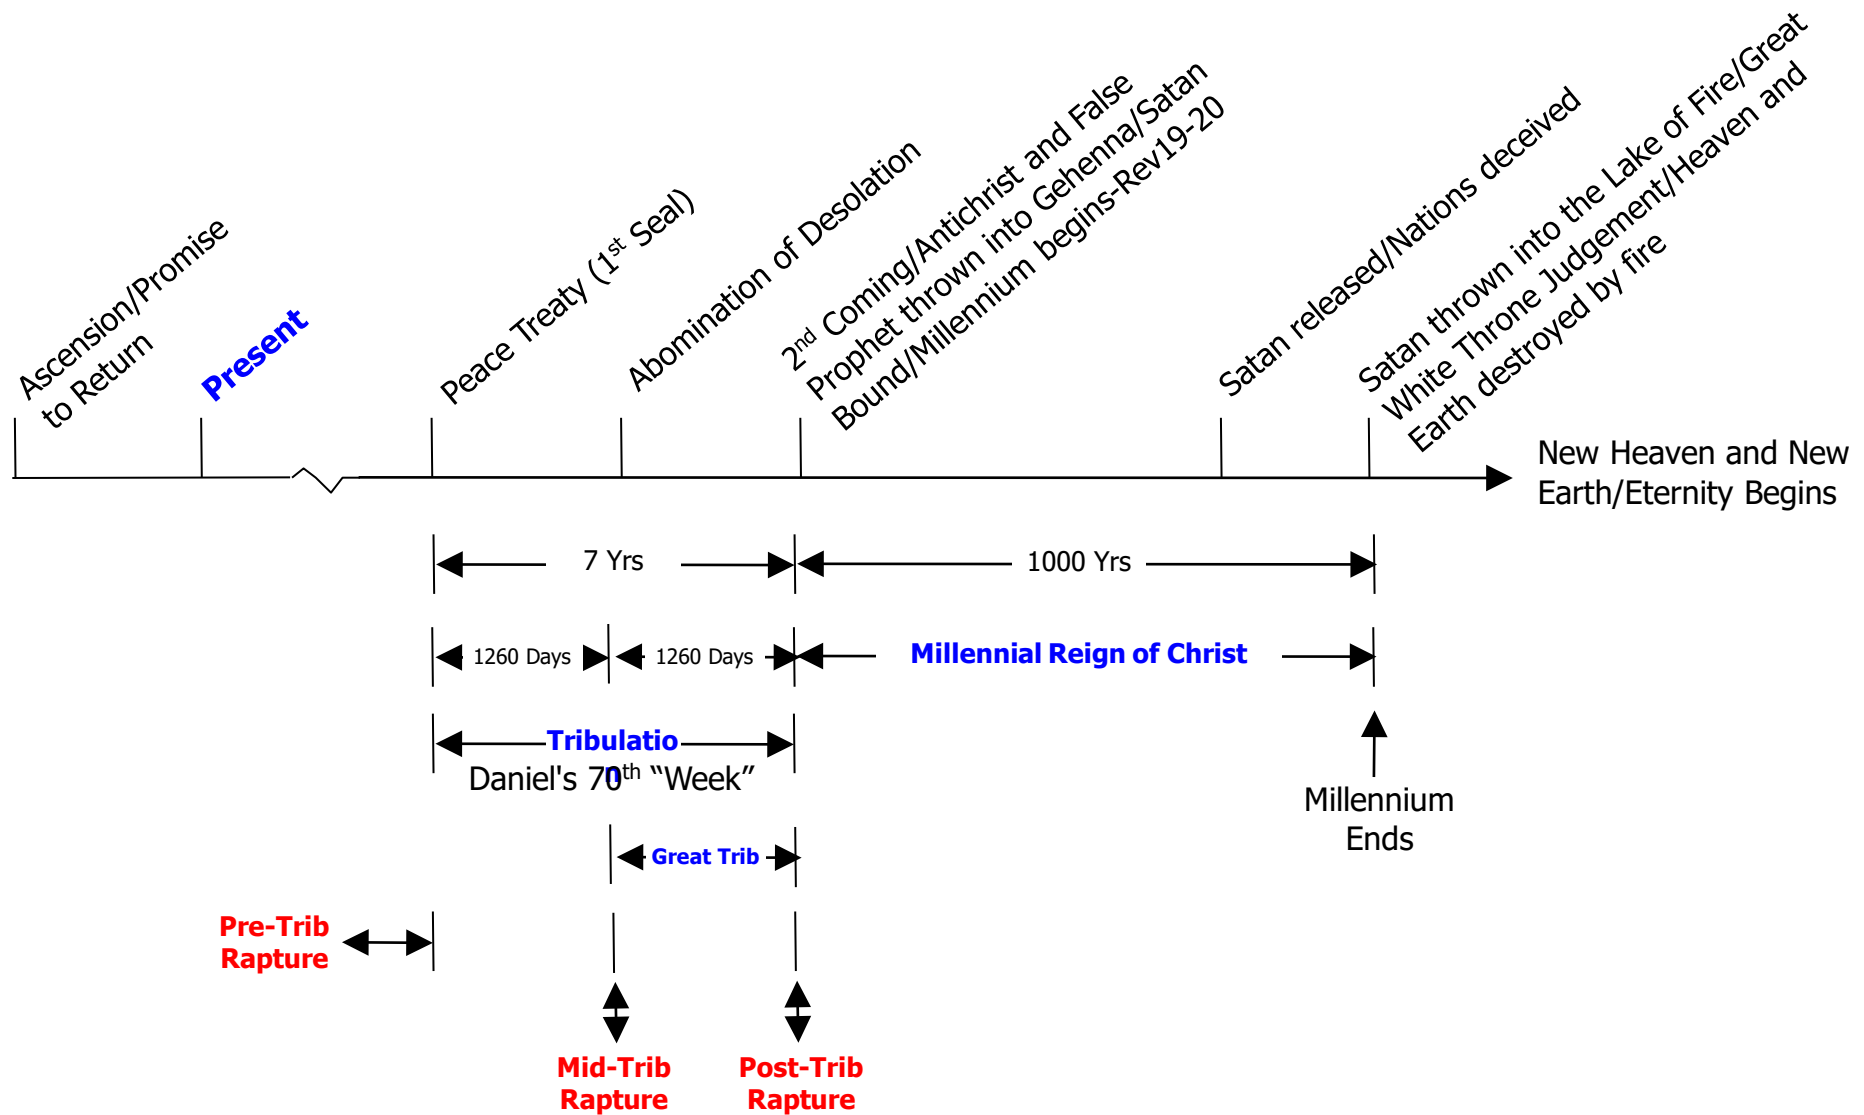 Ascension/Promise
to Return
Present
Peace Treaty (1st Seal)
Abomination of Desolation
2nd Coming/Antichrist and False
Prophet thrown into Gehenna/Satan
Bound/Millennium begins-Rev19-20
Satan released/Nations deceived
Satan thrown into the Lake of Fire/Great
White Throne Judgement/Heaven and
Earth destroyed by fire
New Heaven and New
Earth/Eternity Begins
7 Yrs
1000 Yrs
1260 Days
1260 Days
Millennial Reign of Christ
Tribulatio
n
Daniel's 70th “Week”
Millennium
Ends
Great Trib
Pre-Trib
Rapture
Mid-Trib
Rapture
Post-Trib
Rapture